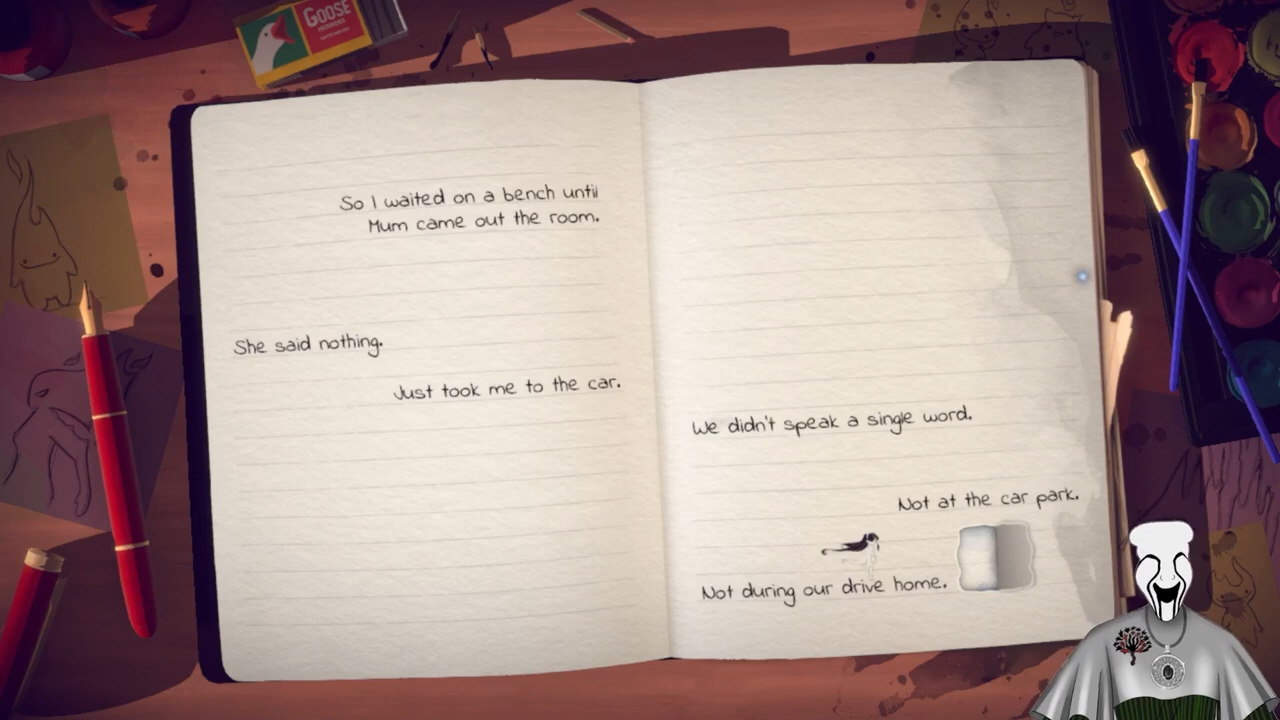 GOOSE
So I waited on a bench until
Mum came out the room.
She said nothing.
Just took me to the car.
We didn't speak a single word.
Not at the car park.
Not during our drive home.